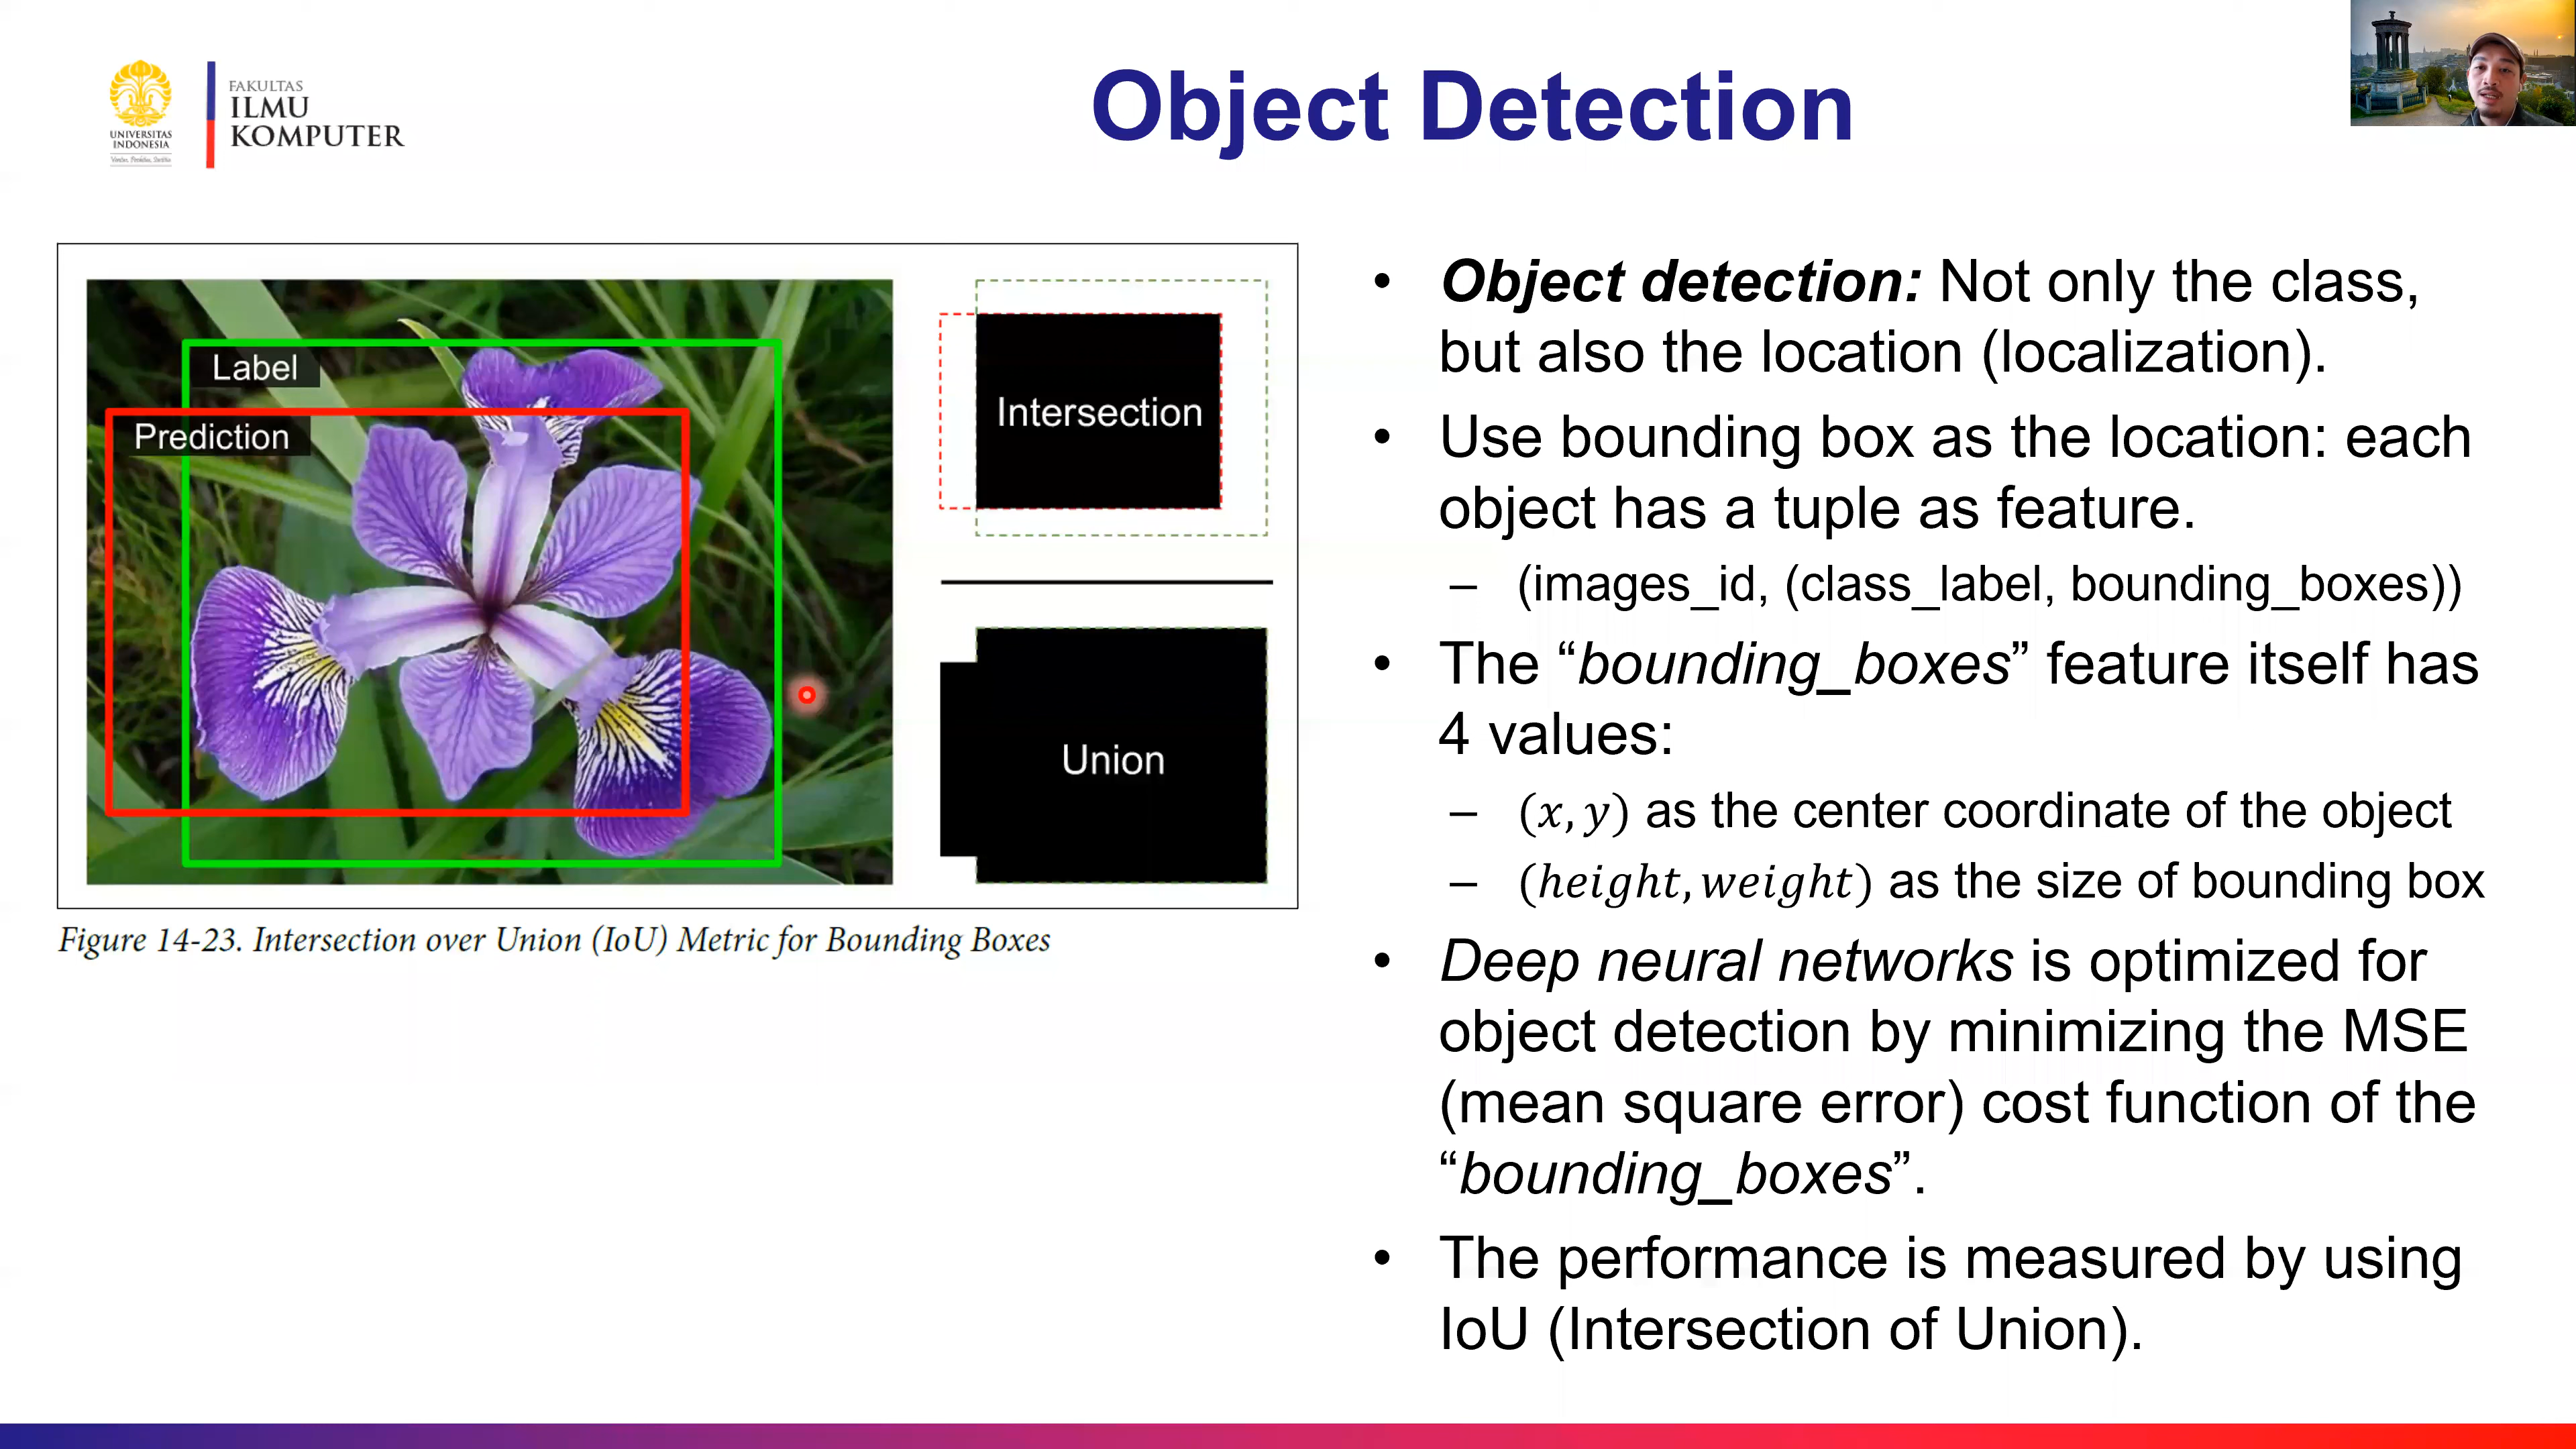 UNIVERSITAS
INDONESIA
Veritas, Probitas, Iustitia
FAKULTAS
ILMU
KOMPUTER
Object Detection
Label
Prediction
Intersection
Union
Figure 14-23. Intersection over Union (IoU) Metric for Bounding Boxes
• Object detection: Not only the class,
but also the location (localization).
• Use bounding box as the location: each
object has a tuple as feature.
– (images_id, (class_label, bounding_boxes))
• The “bounding_boxes” feature itself has
4 values:
– (x, y) as the center coordinate of the object
– (height, weight) as the size of bounding box
• Deep neural networks is optimized for
object detection by minimizing the MSE
(mean square error) cost function of the
“bounding_boxes”.
• The performance is measured by using
IoU (Intersection of Union).